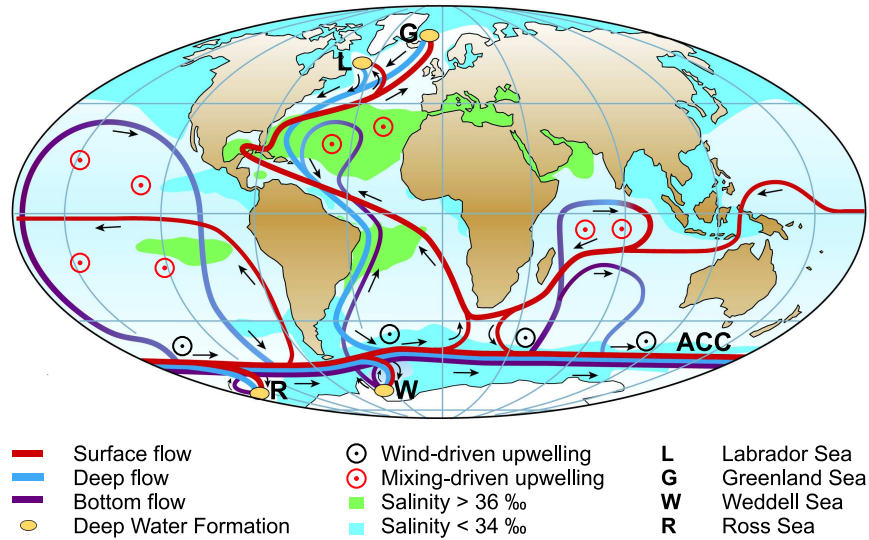 G
L
ACC
R
W
Surface flow
Deep flow
Bottom flow
Deep Water Formation
Wind-driven upwelling
Mixing-driven upwelling
Salinity > 36 ‰
Salinity < 34 ‰
L Labrador Sea
G Greenland Sea
W Weddell Sea
R Ross Sea